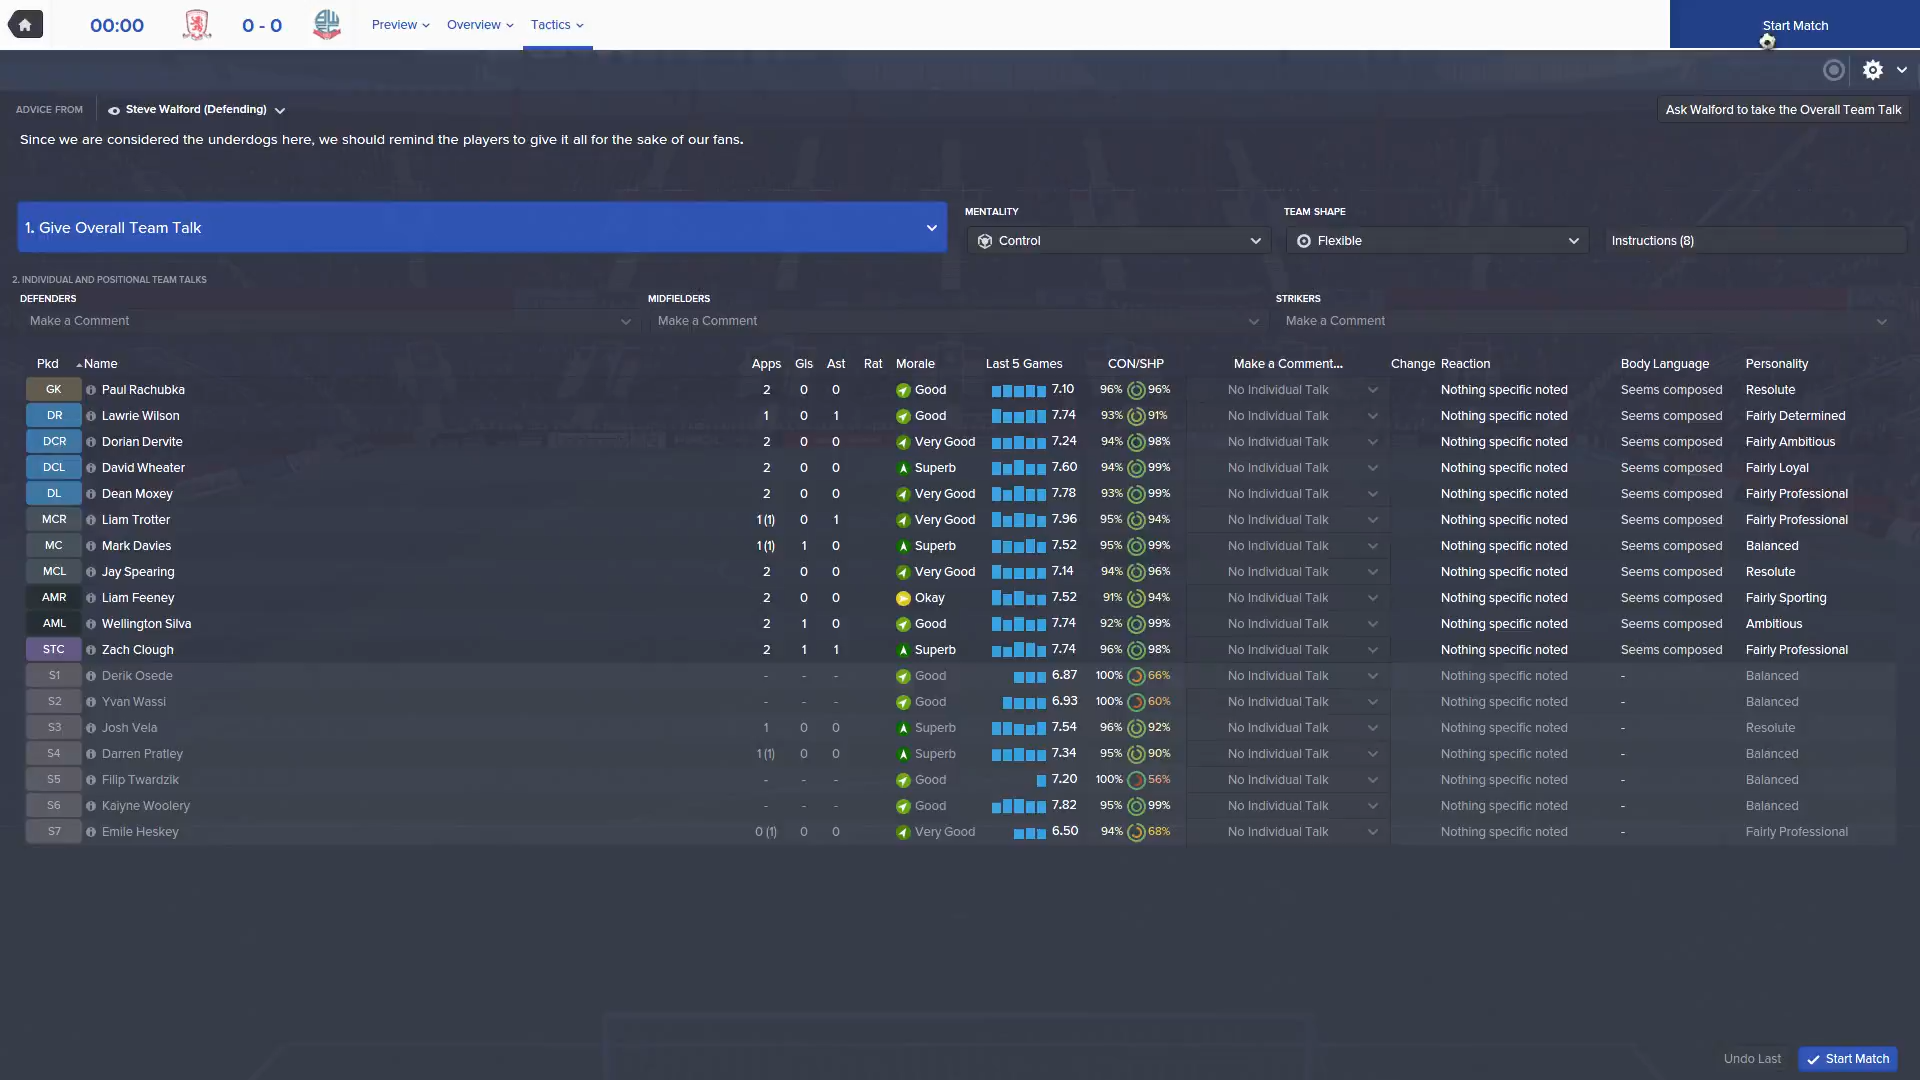 00:00 0 - 0 Preview Overview Tactics Start Match
ADVICE FROM Steve Walford (Defending) Ask Walford to take the Overall Team Talk
Since we are considered the underdogs here, we should remind the players to give it all for the sake of our fans.
1. Give Overall Team Talk
MENTALITY TEAM SHAPE
Control Flexible Instructions (8)
2. INDIVIDUAL AND POSITIONAL TEAM TALKS
DEFENDERS MIDFIELDERS STRIKERS
Make a Comment Make a Comment Make a Comment
Pkd Name Apps Gls Ast Rat Morale Last 5 Games CON/SHP Make a Comment... Change Reaction Body Language Personality
GK Paul Rachubka 2 0 0 Good 7.10 96% 96% No Individual Talk Nothing specific noted Seems composed Resolute
DR Lawrie Wilson 1 0 1 Good 7.74 93% 91% No Individual Talk Nothing specific noted Seems composed Fairly Determined
DCR Dorian Dervite 2 0 0 Very Good 7.24 94% 98% No Individual Talk Nothing specific noted Seems composed Fairly Ambitious
DCL David Wheater 2 0 0 Superb 7.60 94% 99% No Individual Talk Nothing specific noted Seems composed Fairly Loyal
DL Dean Moxey 2 0 0 Very Good 7.78 93% 99% No Individual Talk Nothing specific noted Seems composed Fairly Professional
MCR Liam Trotter 1 (1) 0 1 Very Good 7.96 95% 94% No Individual Talk Nothing specific noted Seems composed Fairly Professional
MC Mark Davies 1 (1) 1 0 Superb 7.52 95% 99% No Individual Talk Nothing specific noted Seems composed Balanced
MCL Jay Spearing 2 0 0 Very Good 7.14 94% 96% No Individual Talk Nothing specific noted Seems composed Resolute
AMR Liam Feeney 2 0 0 Okay 7.52 91% 94% No Individual Talk Nothing specific noted Seems composed Fairly Sporting
AML Wellington Silva 2 1 0 Good 7.74 92% 99% No Individual Talk Nothing specific noted Seems composed Ambitious
STC Zach Clough 2 1 1 Superb 7.74 96% 98% No Individual Talk Nothing specific noted Seems composed Fairly Professional
S1 Derik Osede - - - Good 6.87 100% 66% No Individual Talk Nothing specific noted - Balanced
S2 Yvan Wassi - - - Good 6.93 100% 60% No Individual Talk Nothing specific noted - Balanced
S3 Josh Vela 1 0 0 Superb 7.54 96% 92% No Individual Talk Nothing specific noted - Resolute
S4 Darren Pratley 1 (1) 0 0 Superb 7.34 95% 90% No Individual Talk Nothing specific noted - Balanced
S5 Filip Twardzik - - - Good 7.20 100% 56% No Individual Talk Nothing specific noted - Balanced
S6 Kaiyne Woolery - - - Good 7.82 95% 99% No Individual Talk Nothing specific noted - Balanced
S7 Emile Heskey 0 (1) 0 0 Very Good 6.50 94% 68% No Individual Talk Nothing specific noted - Fairly Professional
Undo Last Start Match